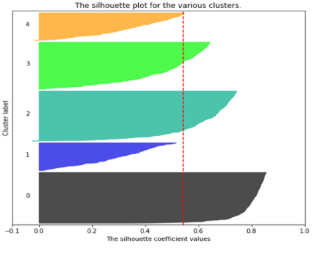 The silhouette plot for the various clusters.
Cluster label
4
3
2
1
0
−0.1 0.0 0.2 0.4 0.6 0.8 1.0
The silhouette coefficient values